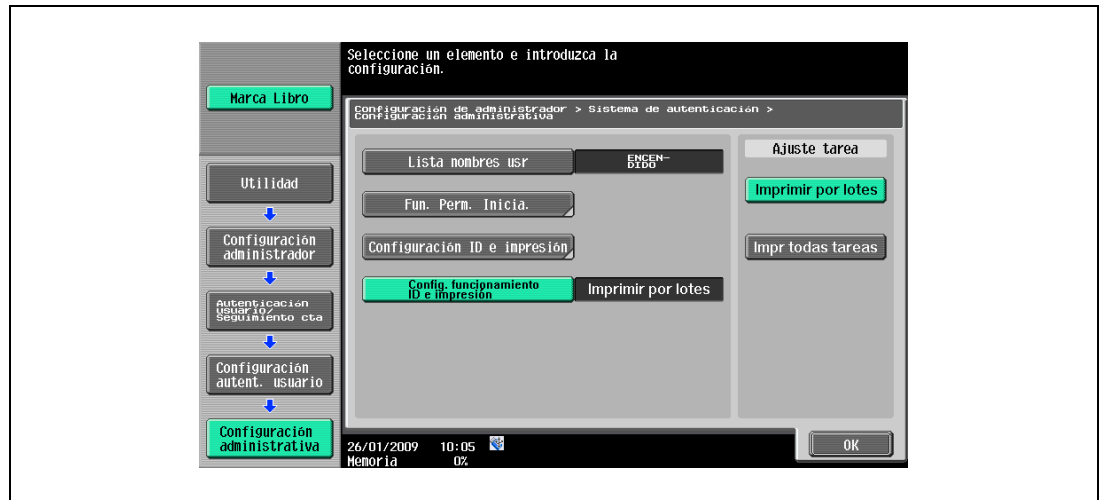 Seleccione un elemento e introduzca la
configuración.
Marca Libro
Configuración de administrador > Sistema de autenticación >
Configuración administrativa
Lista nombres usr
ENCEN-
DIDO
Ajuste tarea
Utilidad
Fun. Perm. Inicia.
Imprimir por lotes
Configuración
administrador
Configuración ID e impresión
Impr todas tareas
Config. funcionamiento
ID e impresión
Imprimir por lotes
Autenticación
usuario/
Seguimiento cta
Configuración
autent. usuario
Configuración
administrativa
26/01/2009 10:05
Memoria 0%
OK